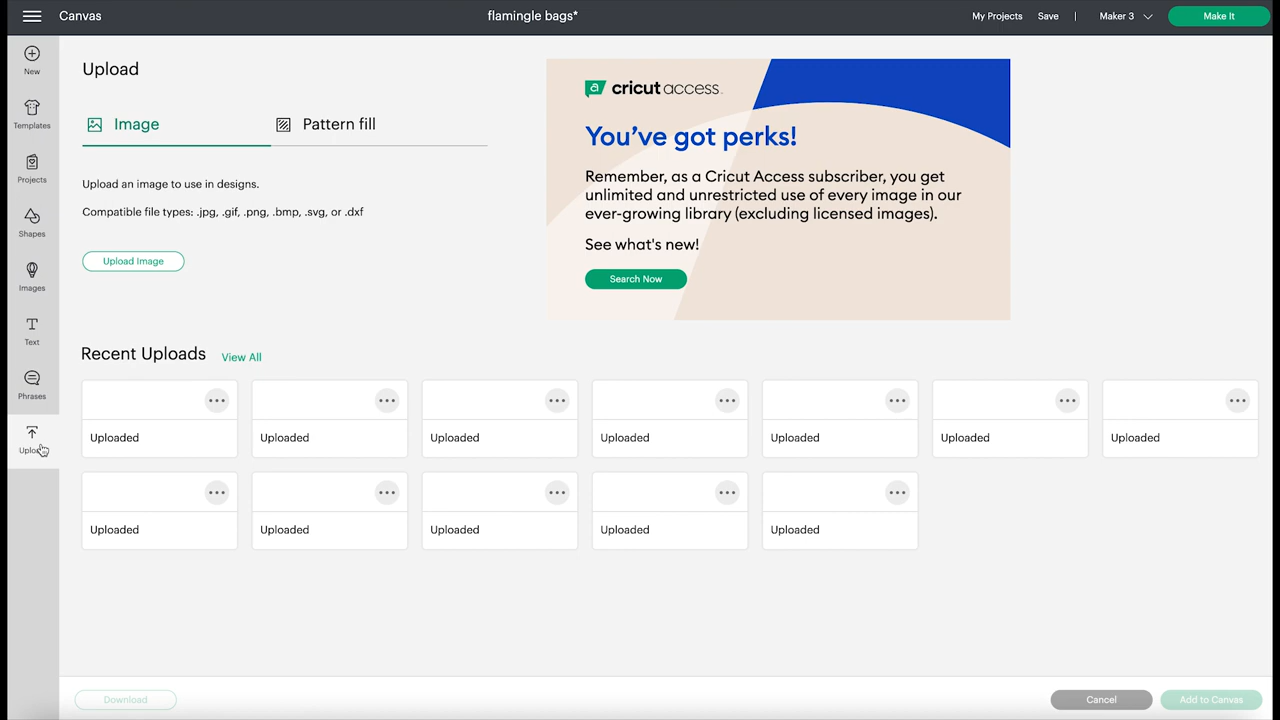 Canvas
flamingle bags*
My Projects Save | Maker 3
Make It
New
Templates
Projects
Shapes
Images
Text
Phrases
Upload
Image
Pattern fill
Upload an image to use in designs.
Compatible file types: .jpg, .gif, .png, .bmp, .svg, or .dxf
Upload Image
cricut access
You've got perks!
Remember, as a Cricut Access subscriber, you get
unlimited and unrestricted use of every image in our
ever-growing library (excluding licensed images).
See what's new!
Search Now
Recent Uploads View All
Uploaded
Uploaded
Uploaded
Uploaded
Uploaded
Uploaded
Uploaded
Uploaded
Uploaded
Uploaded
Uploaded
Uploaded
Download
Cancel
Add to Canvas